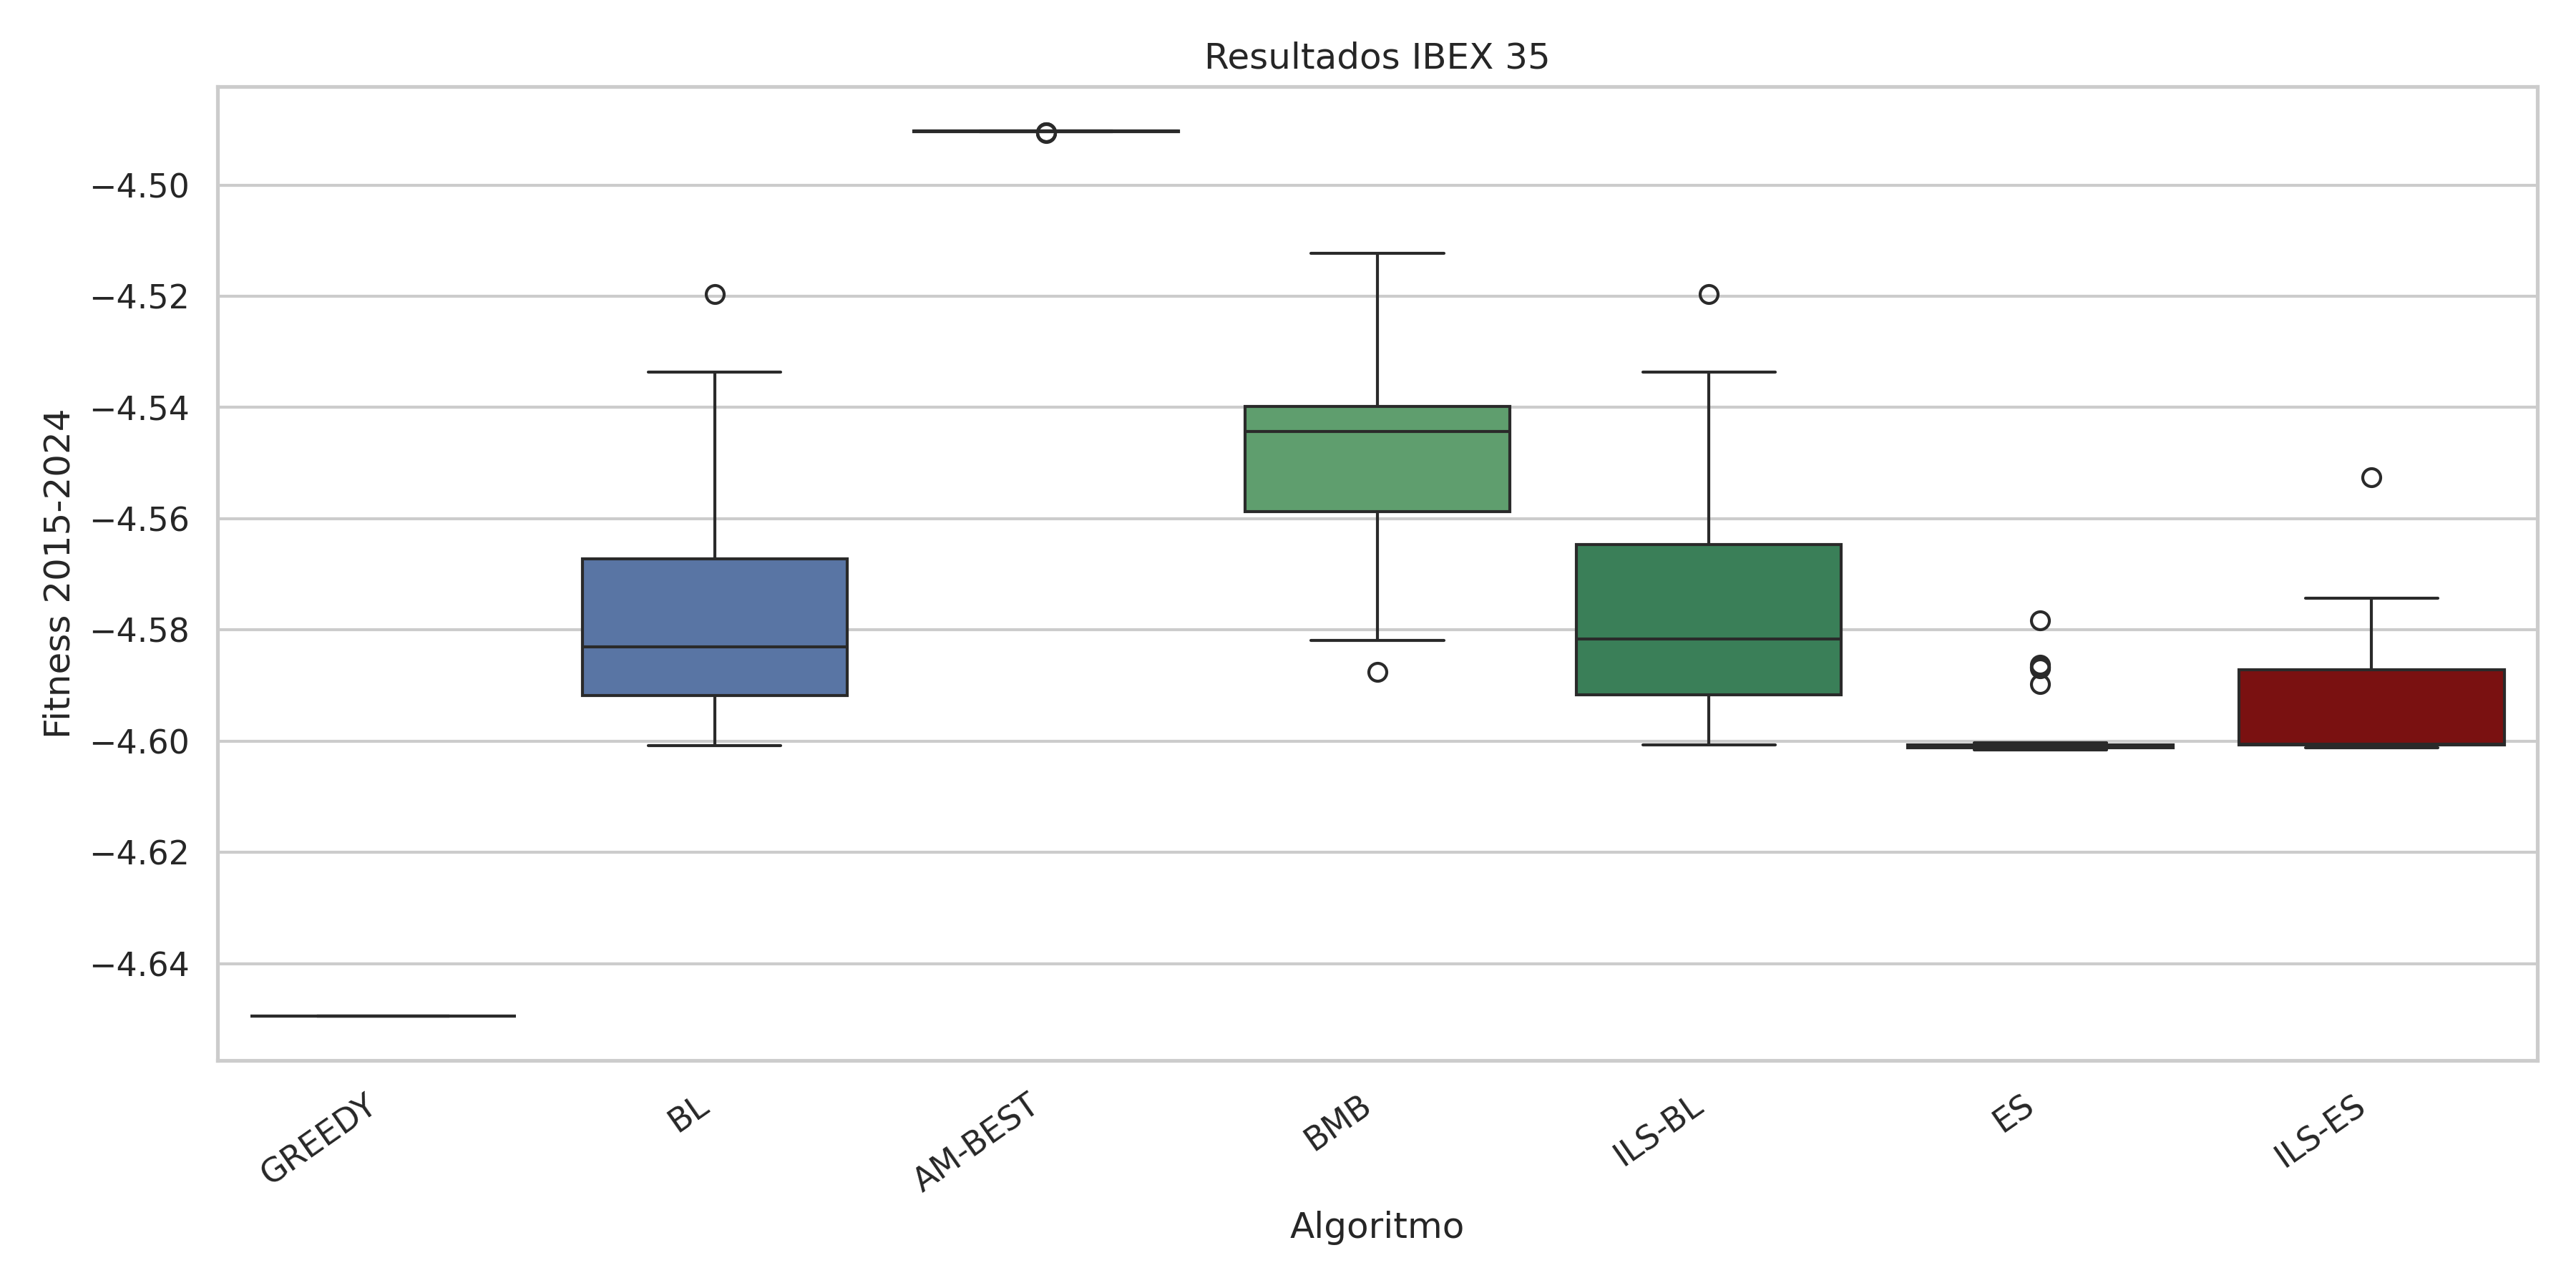 Resultados IBEX 35
Fitness 2015-2024
−4.50
−4.52
−4.54
−4.56
−4.58
−4.60
−4.62
−4.64
GREEDY
BL
AM-BEST
BMB
ILS-BL
ES
ILS-ES
Algoritmo